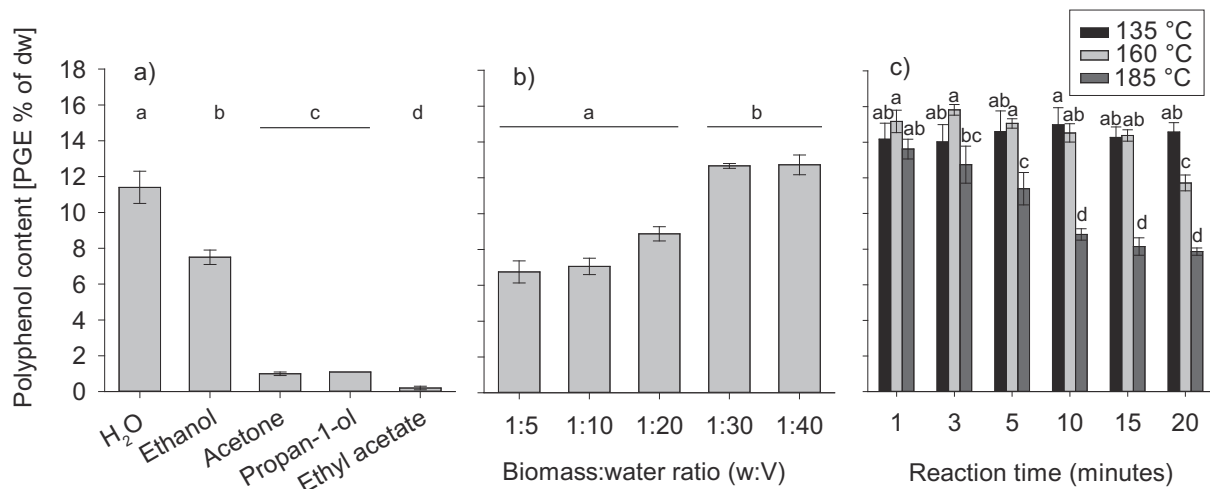 135 °C
160 °C
185 °C
Polyphenol content [PGE % of dw]
18
16
14
12
10
8
6
4
2
0
a)
a b c d
H₂O
Ethanol
Acetone
Propan-1-ol
Ethyl acetate
b)
a b
1:5 1:10 1:20 1:30 1:40
Biomass:water ratio (w:V)
c)
ab a ab
ab a bc
ab a c
a ab d
ab ab d
ab c d
1 3 5 10 15 20
Reaction time (minutes)